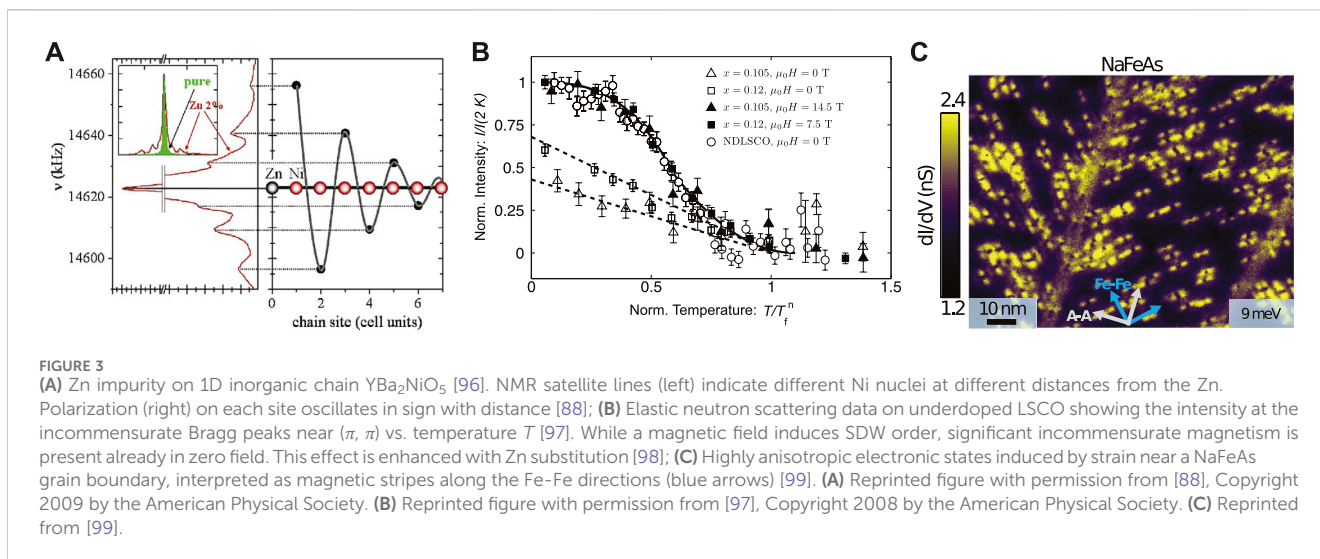 A
14660
14640
14620
14600
ν (kHz)
pure
Zn 2%
Zn Ni
0 2 4 6
chain site (cell units)
B
Norm. Intensity: I/I(2 K)
1
0.75
0.5
0.25
0
x = 0.105, μ₀H = 0 T
x = 0.12, μ₀H = 0 T
x = 0.105, μ₀H = 14.5 T
x = 0.12, μ₀H = 7.5 T
NDLSCO, μ₀H = 0 T
0 0.5 1 1.5
Norm. Temperature: T/Tfⁿ
C
NaFeAs
2.4
dI/dV (nS)
1.2
Fe-Fe
A-A
10 nm
9 meV
FIGURE 3
(A) Zn impurity on 1D inorganic chain YBa₂NiO₅ [96]. NMR satellite lines (left) indicate different Ni nuclei at different distances from the Zn.
Polarization (right) on each site oscillates in sign with distance [88]; (B) Elastic neutron scattering data on underdoped LSCO showing the intensity at the
incommensurate Bragg peaks near (π, π) vs. temperature T [97]. While a magnetic field induces SDW order, significant incommensurate magnetism is
present already in zero field. This effect is enhanced with Zn substitution [98]; (C) Highly anisotropic electronic states induced by strain near a NaFeAs
grain boundary, interpreted as magnetic stripes along the Fe-Fe directions (blue arrows) [99]. (A) Reprinted figure with permission from [88], Copyright
2009 by the American Physical Society. (B) Reprinted figure with permission from [97], Copyright 2008 by the American Physical Society. (C) Reprinted
from [99].